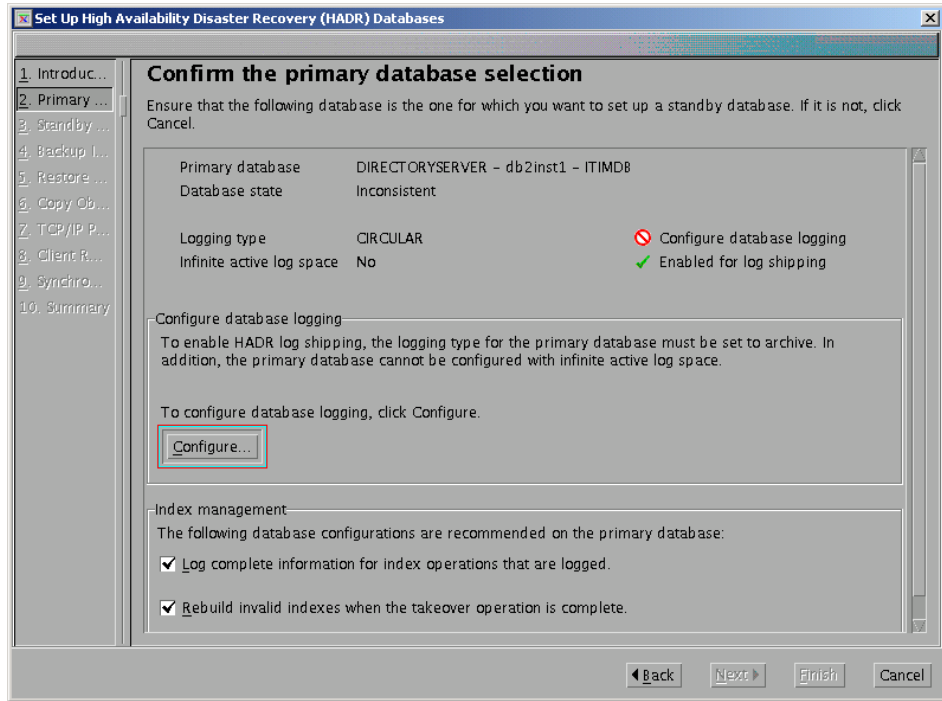 Set Up High Availability Disaster Recovery (HADR) Databases
1. Introduc...
2. Primary ...
3. Standby ...
4. Backup I...
5. Restore ...
6. Copy Ob...
7. TCP/IP P...
8. Client R...
9. Synchro...
10. Summary
Confirm the primary database selection
Ensure that the following database is the one for which you want to set up a standby database. If it is not, click
Cancel.
Primary database DIRECTORYSERVER - db2inst1 - ITIMDB
Database state Inconsistent
Logging type CIRCULAR Configure database logging
Infinite active log space No Enabled for log shipping
Configure database logging
To enable HADR log shipping, the logging type for the primary database must be set to archive. In
addition, the primary database cannot be configured with infinite active log space.
To configure database logging, click Configure.
Configure...
Index management
The following database configurations are recommended on the primary database:
Log complete information for index operations that are logged.
Rebuild invalid indexes when the takeover operation is complete.
Back Next Finish Cancel